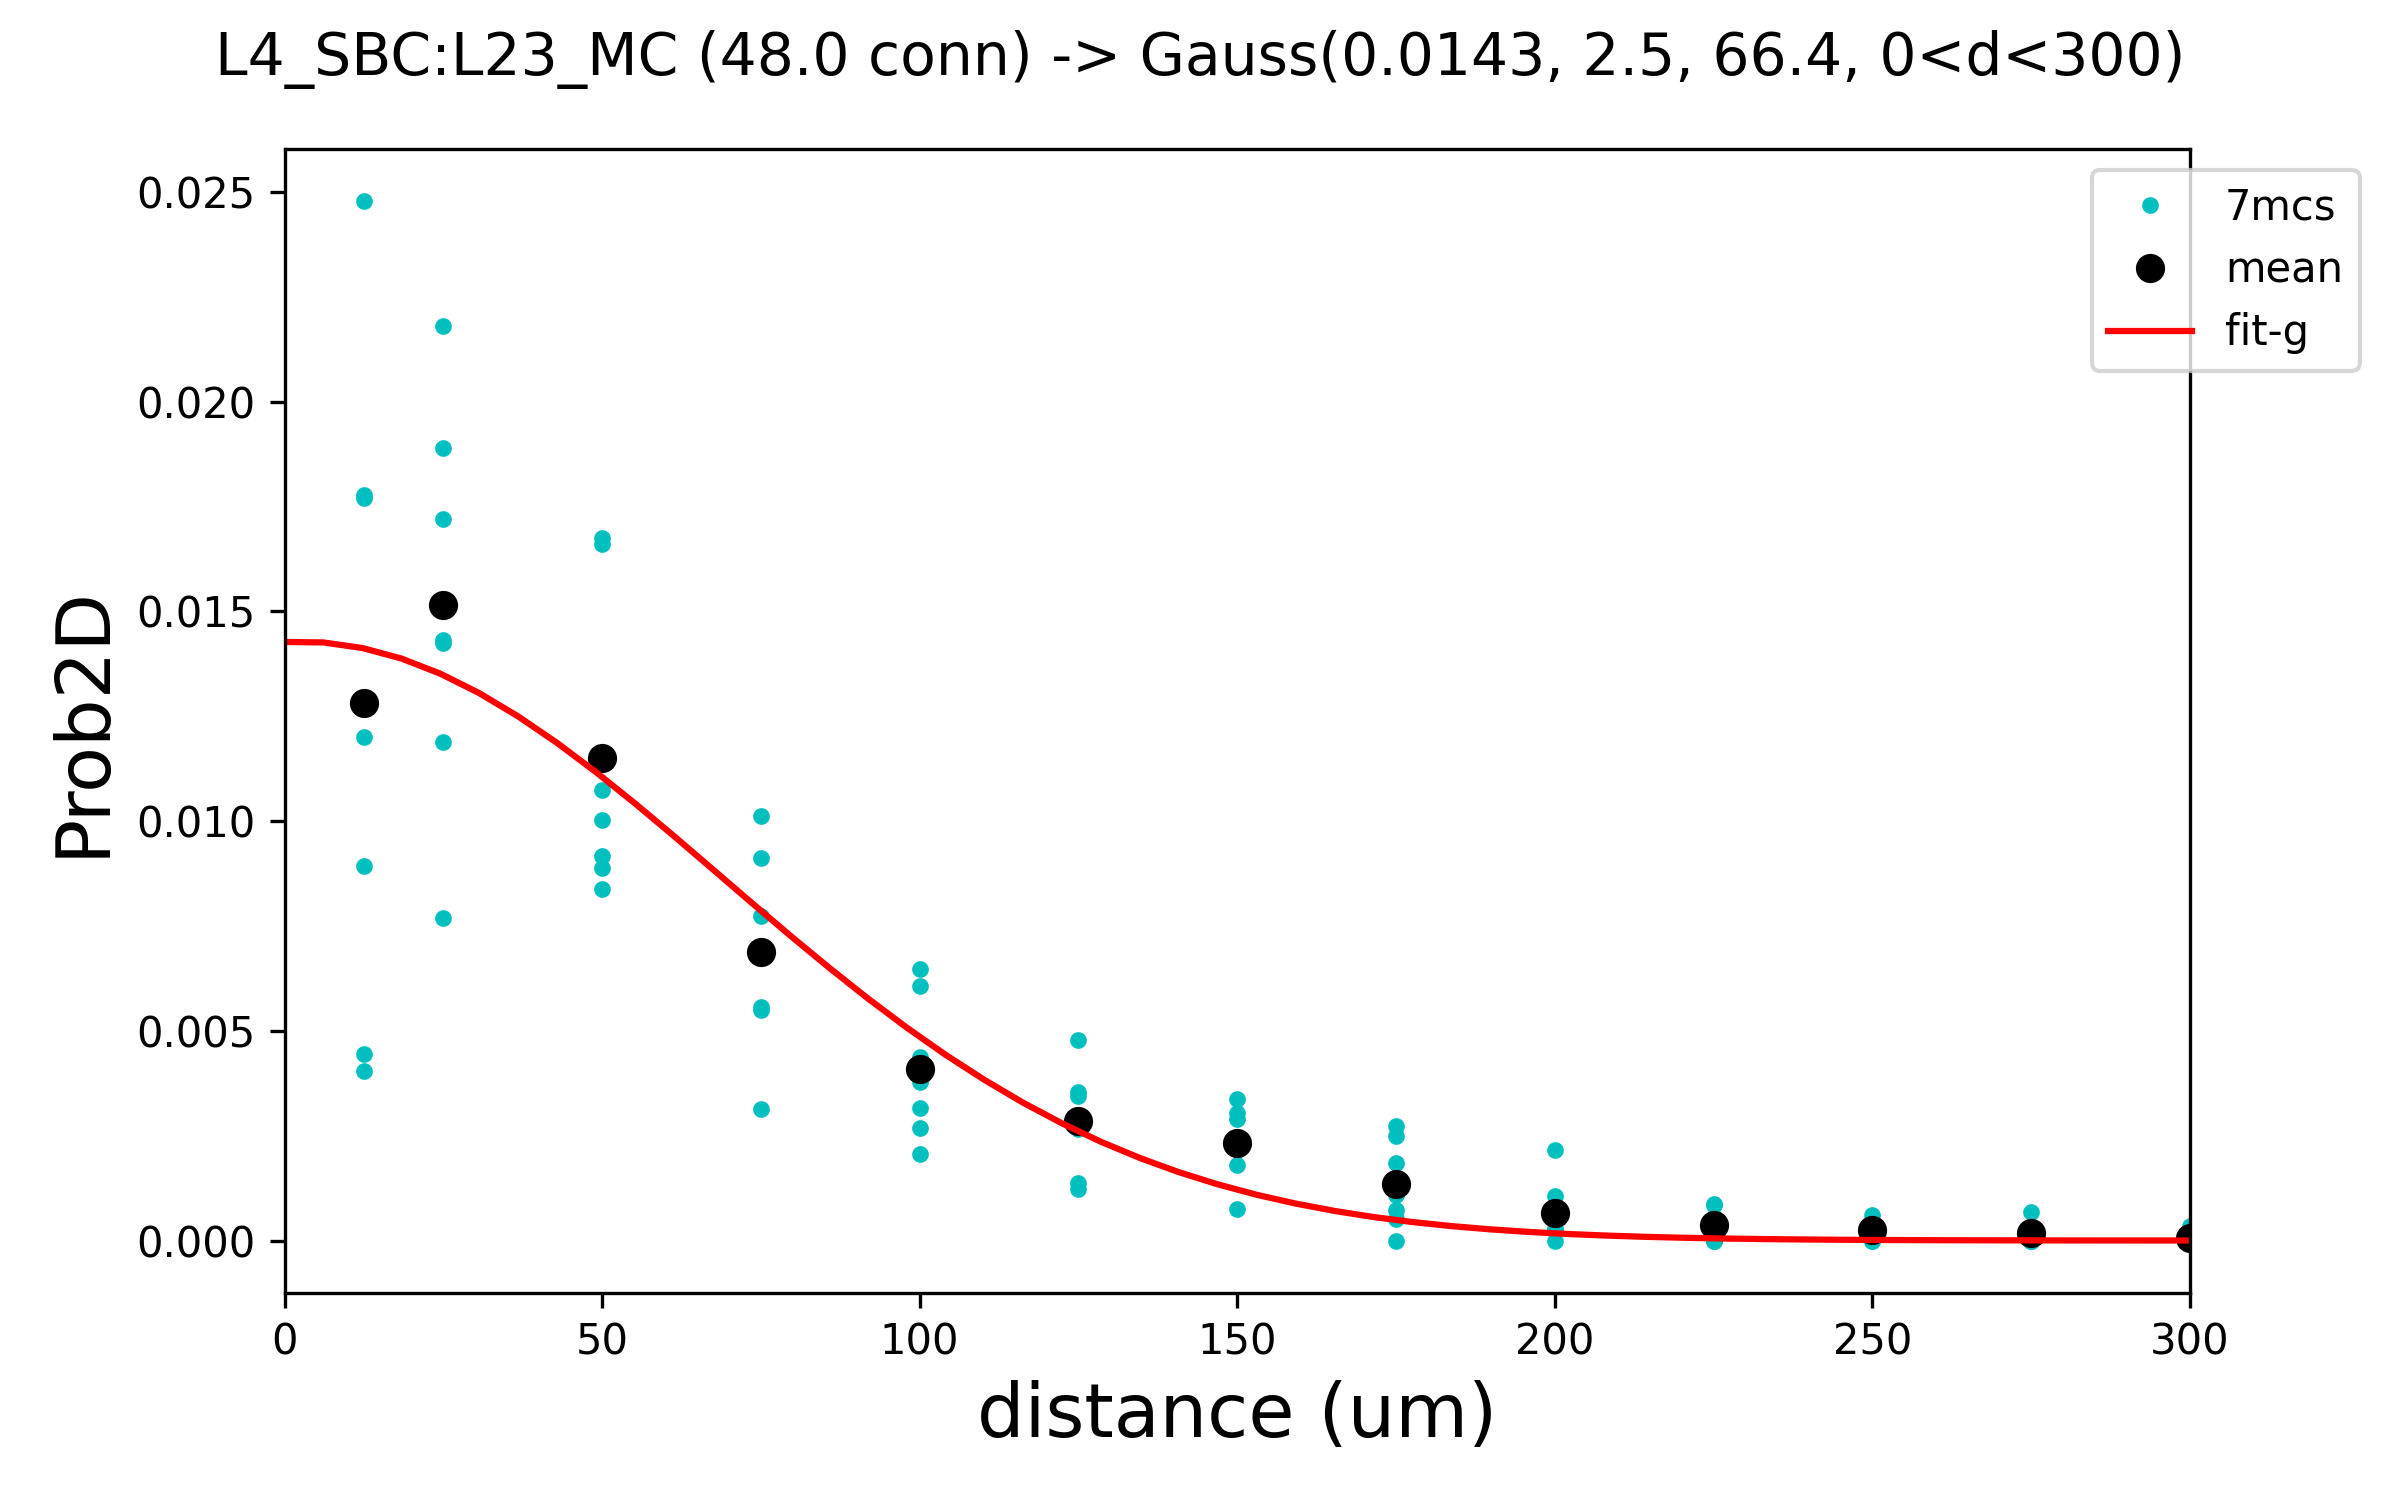 L4_SBC:L23_MC (48.0 conn) -> Gauss(0.0143, 2.5, 66.4, 0<d<300)
7mcs
mean
fit-g
Prob2D
0.025
0.020
0.015
0.010
0.005
0.000
0 50 100 150 200 250 300
distance (um)